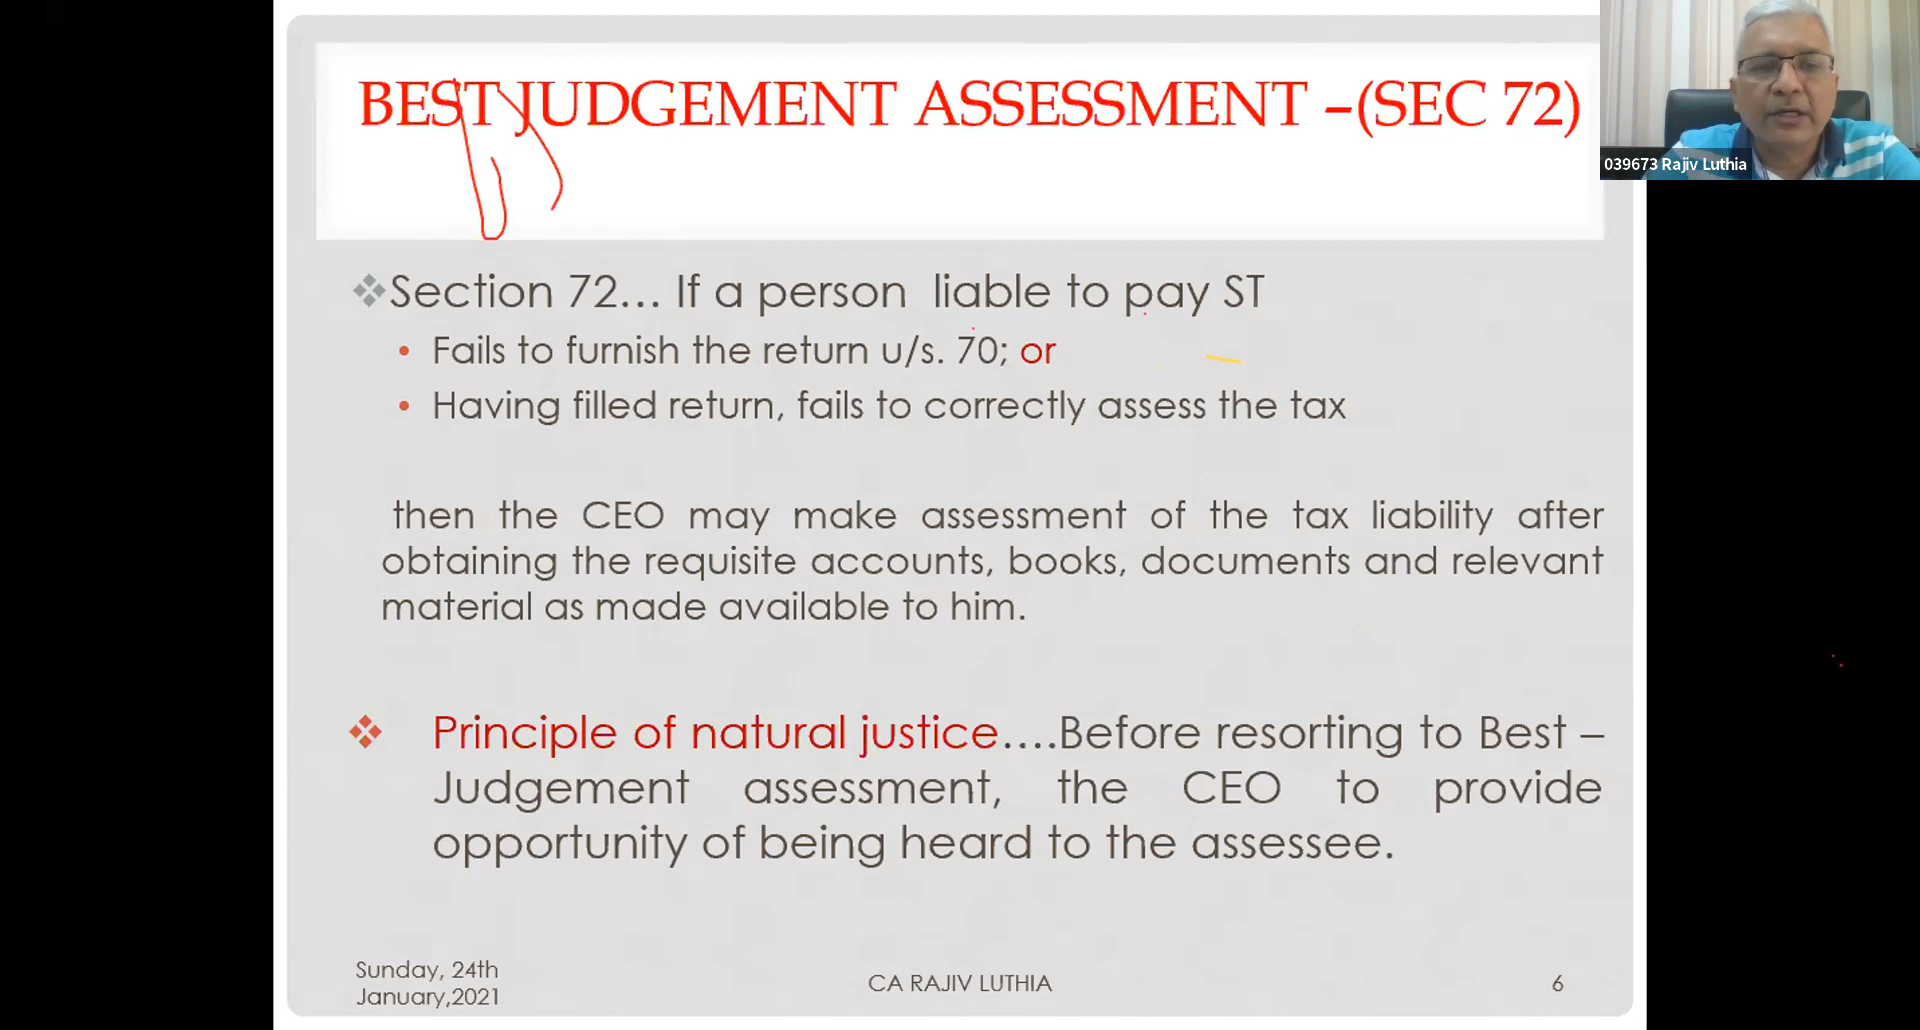 BEST JUDGEMENT ASSESSMENT –(SEC 72)
039673 Rajiv Luthia
Section 72... If a person liable to pay ST
Fails to furnish the return u/s. 70; or
Having filled return, fails to correctly assess the tax
then the CEO may make assessment of the tax liability after
obtaining the requisite accounts, books, documents and relevant
material as made available to him.
Principle of natural justice....Before resorting to Best –
Judgement assessment, the CEO to provide
opportunity of being heard to the assessee.
Sunday, 24th
January,2021
CA RAJIV LUTHIA
6